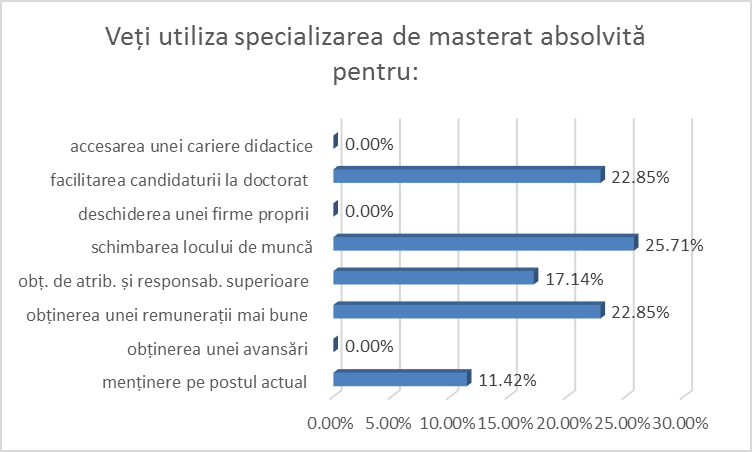 Veți utiliza specializarea de masterat absolvită
pentru:
accesarea unei cariere didactice 0.00%
facilitarea candidaturii la doctorat 22.85%
deschiderea unei firme proprii 0.00%
schimbarea locului de muncă 25.71%
obț. de atrib. și responsab. superioare 17.14%
obținerea unei remunerații mai bune 22.85%
obținerea unei avansări 0.00%
menținere pe postul actual 11.42%
0.00% 5.00% 10.00% 15.00% 20.00% 25.00% 30.00%